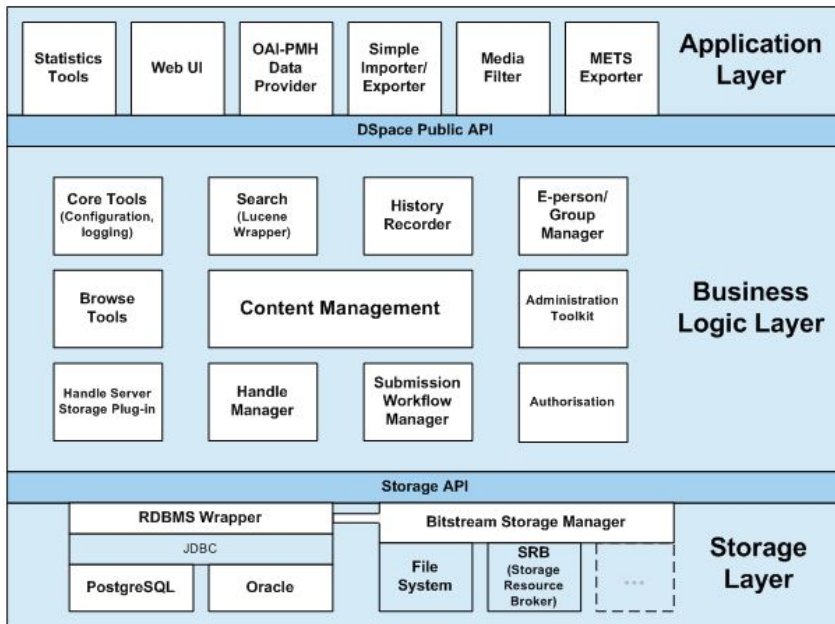 Statistics
Tools
Web UI
OAI-PMH
Data
Provider
Simple
Importer/
Exporter
Media
Filter
METS
Exporter
Application
Layer
DSpace Public API
Core Tools
(Configuration,
logging)
Search
(Lucene
Wrapper)
History
Recorder
E-person/
Group
Manager
Browse
Tools
Content Management
Administration
Toolkit
Business
Logic Layer
Handle Server
Storage Plug-in
Handle
Manager
Submission
Workflow
Manager
Authorisation
Storage API
RDBMS Wrapper
Bitstream Storage Manager
JDBC
PostgreSQL
Oracle
File
System
SRB
(Storage
Resource
Broker)
...
Storage
Layer